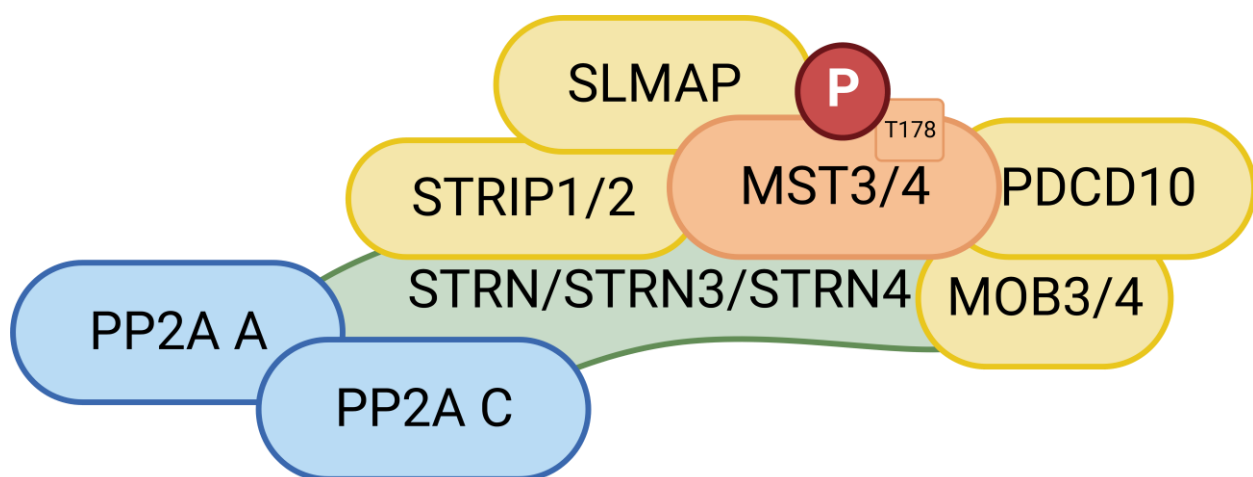 SLMAP
P
T178
STRIP1/2
MST3/4
PDCD10
STRN/STRN3/STRN4
MOB3/4
PP2A A
PP2A C